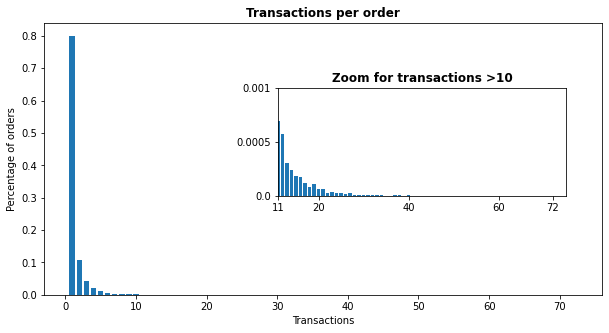 Transactions per order
Percentage of orders
0.8
0.7
0.6
0.5
0.4
0.3
0.2
0.1
0.0
Zoom for transactions >10
0.001
0.0005
0.0
11 20 40 60 72
0 10 20 30 40 50 60 70
Transactions